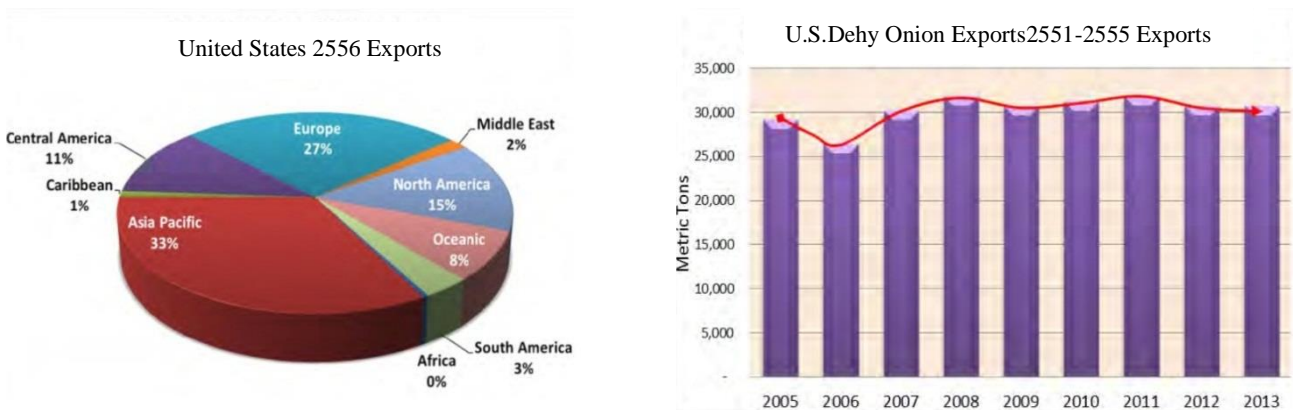 United States 2556 Exports
Europe
27%
Middle East
2%
Central America
11%
North America
15%
Caribbean
1%
Asia Pacific
33%
Oceanic
8%
South America
3%
Africa
0%
U.S.Dehy Onion Exports2551-2555 Exports
Metric Tons
35,000
30,000
25,000
20,000
15,000
10,000
5,000
-
2005 2006 2007 2008 2009 2010 2011 2012 2013